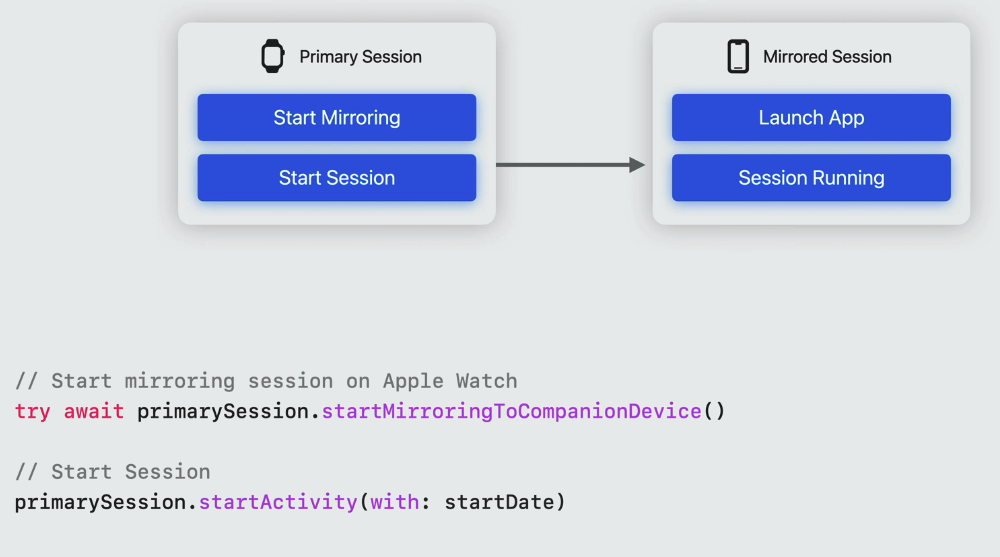 Primary Session
Start Mirroring
Start Session
Mirrored Session
Launch App
Session Running
// Start mirroring session on Apple Watch
try await primarySession.startMirroringToCompanionDevice()
// Start Session
primarySession.startActivity(with: startDate)